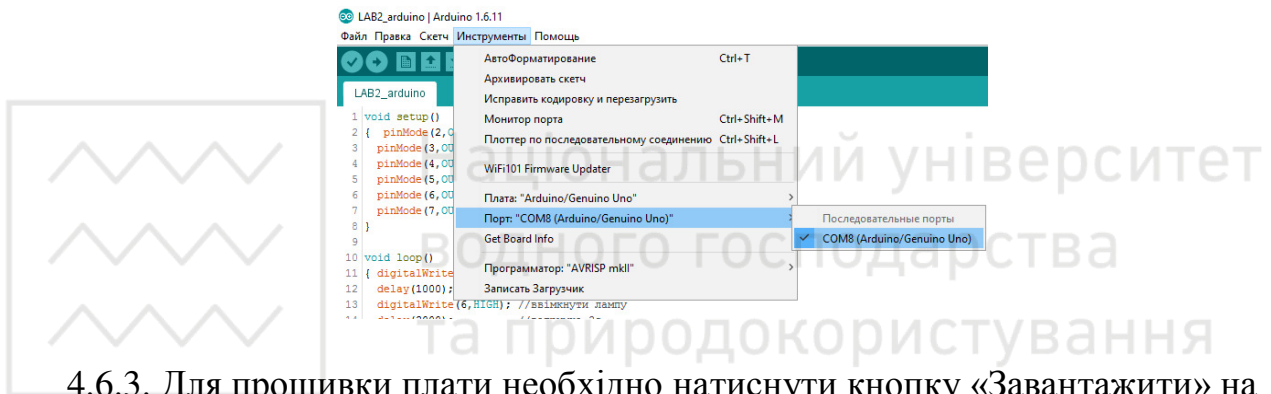 LAB2_arduino | Arduino 1.6.11
Файл Правка Скетч Инструменты Помощь
АвтоФорматирование Ctrl+T
Архивировать скетч
LAB2_arduino
Исправить кодировку и перезагрузить
1 void setup()
Монитор порта Ctrl+Shift+M
2 { pinMode(2,O
Плоттер по последовательному соединению Ctrl+Shift+L
3 pinMode(3,OU
Національний університет
4 pinMode(4,OU
WiFi101 Firmware Updater
5 pinMode(5,OU
6 pinMode(6,OU
Плата: "Arduino/Genuino Uno"
7 pinMode(7,OU
Порт: "COM8 (Arduino/Genuino Uno)"
Последовательные порты
8 }
Get Board Info
COM8 (Arduino/Genuino Uno)
9
водного господарства
10 void loop()
Программатор: "AVRISP mkII"
11 { digitalWrite
12 delay(1000);
Записать Загрузчик
13 digitalWrite(6,HIGH); //ввімкнути лампу
та природокористування
4.6.3. Для прошивки плати необхідно натиснути кнопку «Завантажити» на